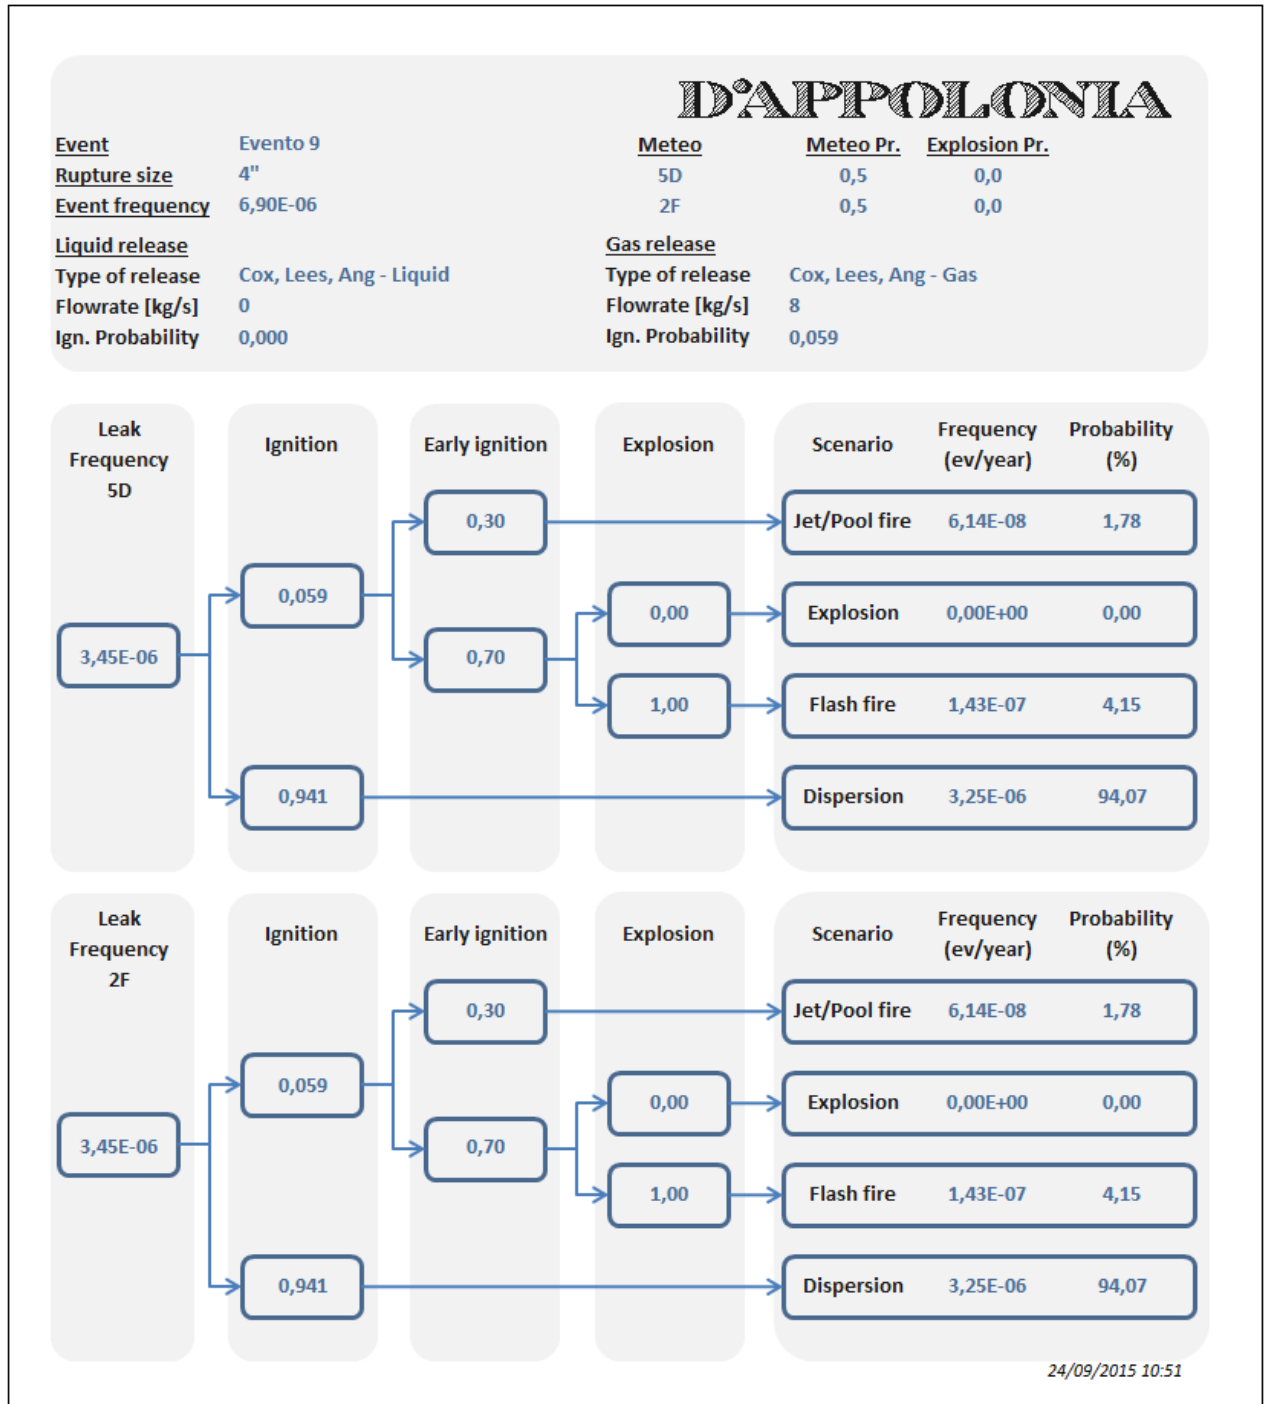 D'APPOLONIA
Event Evento 9 Meteo Meteo Pr. Explosion Pr.
Rupture size 4" 5D 0,5 0,0
Event frequency 6,90E-06 2F 0,5 0,0
Liquid release Gas release
Type of release Cox, Lees, Ang - Liquid Type of release Cox, Lees, Ang - Gas
Flowrate [kg/s] 0 Flowrate [kg/s] 8
Ign. Probability 0,000 Ign. Probability 0,059
Leak Frequency Probability
Ignition Early ignition Explosion Scenario
Frequency (ev/year) (%)
5D
0,30 Jet/Pool fire 6,14E-08 1,78
0,059
0,00 Explosion 0,00E+00 0,00
3,45E-06 0,70
1,00 Flash fire 1,43E-07 4,15
0,941 Dispersion 3,25E-06 94,07
Leak Frequency Probability
Ignition Early ignition Explosion Scenario
Frequency (ev/year) (%)
2F
0,30 Jet/Pool fire 6,14E-08 1,78
0,059
0,00 Explosion 0,00E+00 0,00
3,45E-06 0,70
1,00 Flash fire 1,43E-07 4,15
0,941 Dispersion 3,25E-06 94,07
24/09/2015 10:51